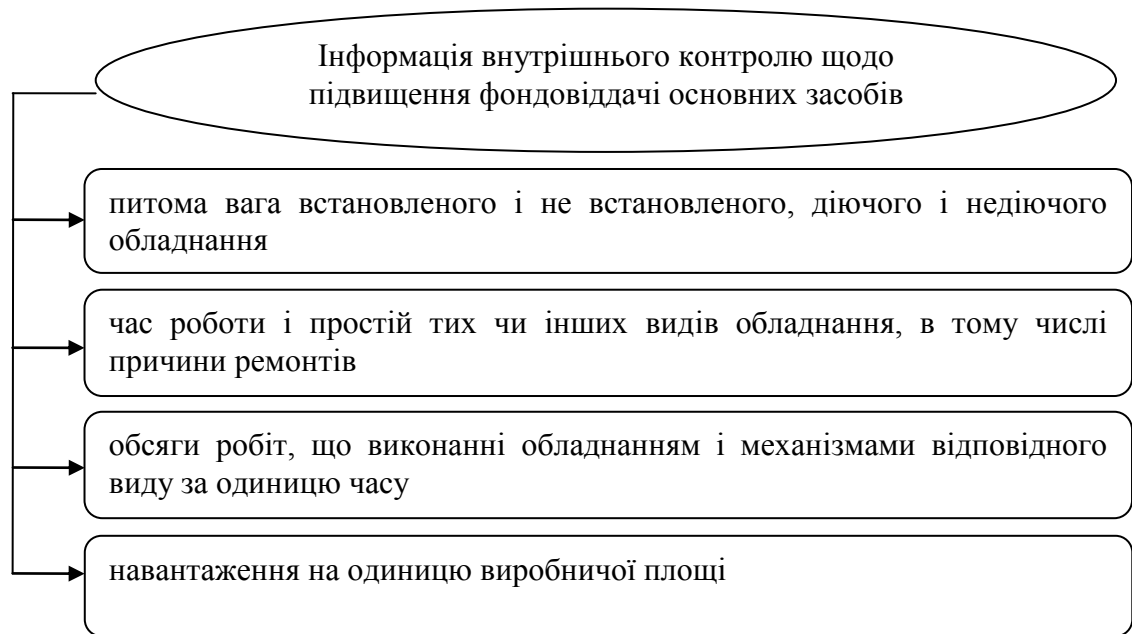 Інформація внутрішнього контролю щодо
підвищення фондовіддачі основних засобів
питома вага встановленого і не встановленого, діючого і недіючого
обладнання
час роботи і простій тих чи інших видів обладнання, в тому числі
причини ремонтів
обсяги робіт, що виконанні обладнанням і механізмами відповідного
виду за одиницю часу
навантаження на одиницю виробничої площі